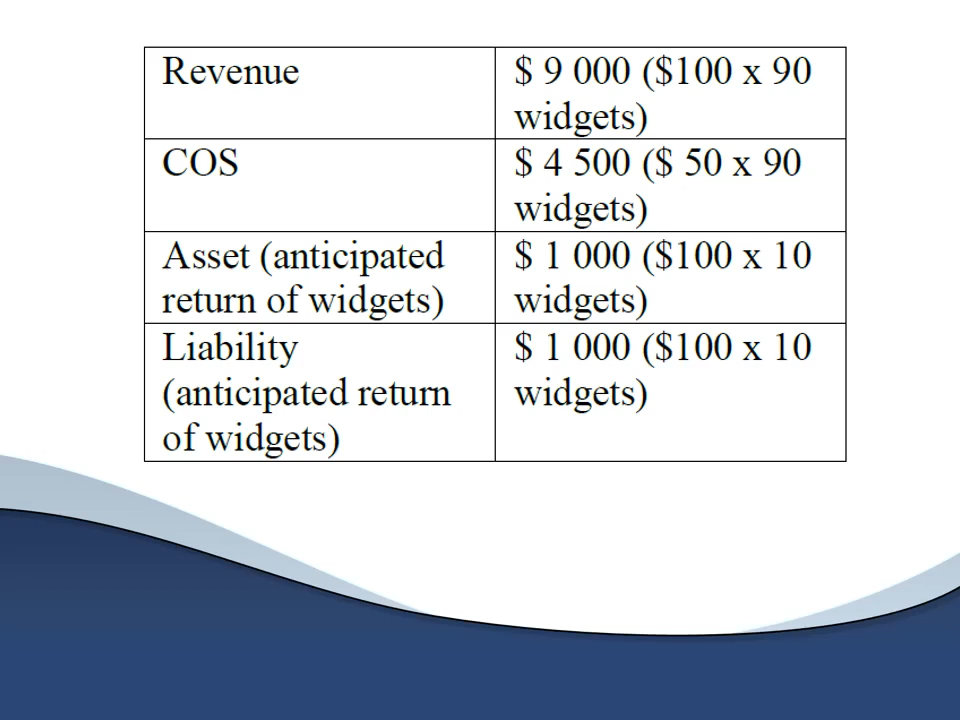 Revenue
$ 9 000 ($100 x 90
widgets)
COS
$ 4 500 ($ 50 x 90
widgets)
Asset (anticipated
return of widgets)
$ 1 000 ($100 x 10
widgets)
Liability
(anticipated return
of widgets)
$ 1 000 ($100 x 10
widgets)